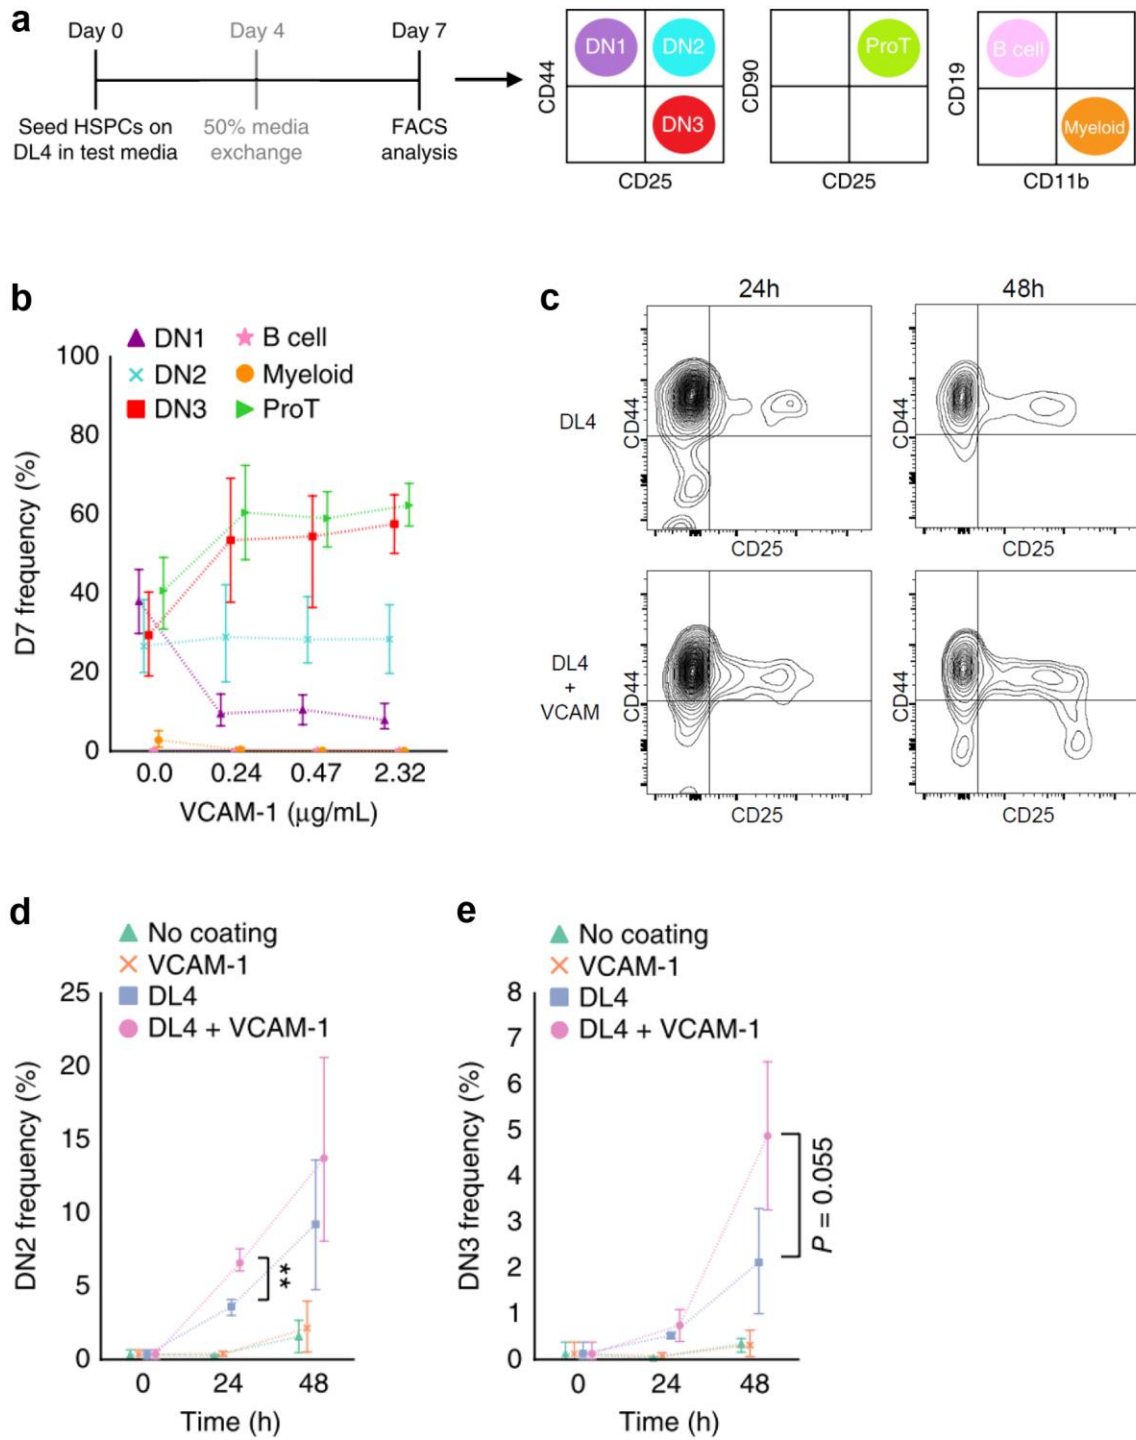 a
Day 0
Day 4
Day 7
Seed HSPCs on
DL4 in test media
50% media
exchange
FACS
analysis
CD44
DN1
DN2
DN3
CD25
CD90
ProT
CD25
CD19
B cell
Myeloid
CD11b
b
DN1
B cell
DN2
Myeloid
DN3
ProT
D7 frequency (%)
100
80
60
40
20
0
0.0
0.24
0.47
2.32
VCAM-1 (μg/mL)
c
24h
48h
DL4
CD44
CD25
CD44
CD25
DL4
+
VCAM
CD44
CD25
CD44
CD25
d
No coating
VCAM-1
DL4
DL4 + VCAM-1
DN2 frequency (%)
25
20
15
10
5
0
**
0
24
48
Time (h)
e
No coating
VCAM-1
DL4
DL4 + VCAM-1
DN3 frequency (%)
8
7
6
5
4
3
2
1
0
P = 0.055
0
24
48
Time (h)